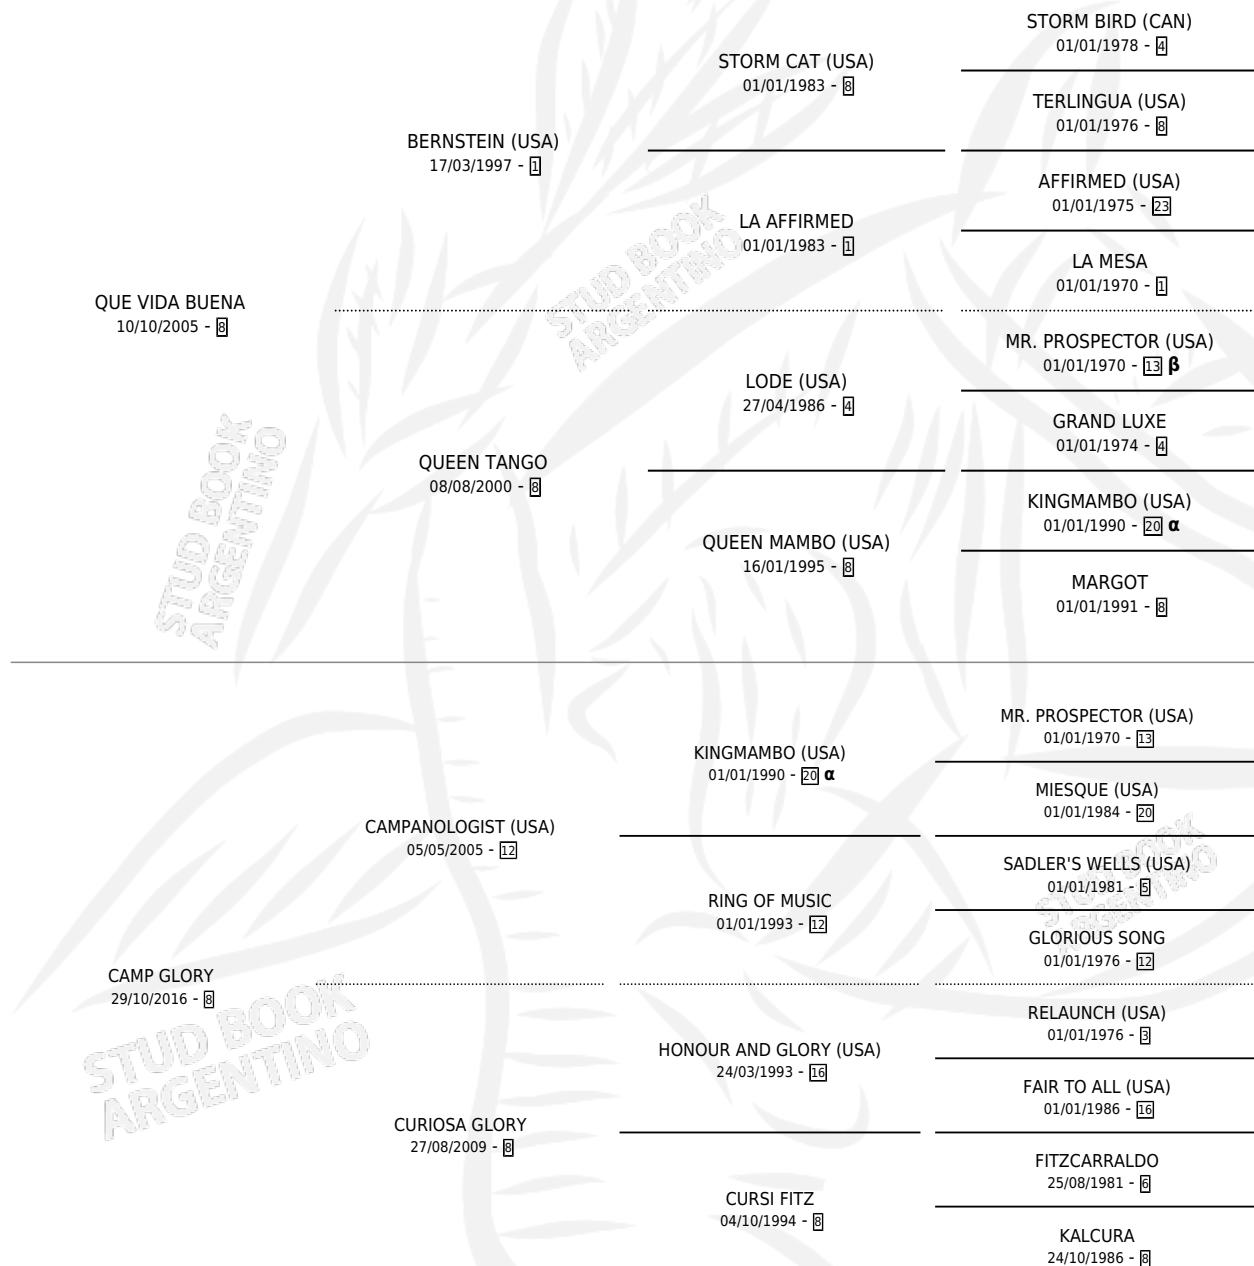 STORM BIRD (CAN)
01/01/1978 - 4
STORM CAT (USA)
01/01/1983 - 8
TERLINGUA (USA)
01/01/1976 - 8
BERNSTEIN (USA)
17/03/1997 - 1
AFFIRMED (USA)
01/01/1975 - 23
LA AFFIRMED
01/01/1983 - 1
LA MESA
01/01/1970 - 1
QUE VIDA BUENA
10/10/2005 - 8
MR. PROSPECTOR (USA)
01/01/1970 - 13 β
LODE (USA)
27/04/1986 - 4
GRAND LUXE
01/01/1974 - 4
QUEEN TANGO
08/08/2000 - 8
KINGMAMBO (USA)
01/01/1990 - 20 α
QUEEN MAMBO (USA)
16/01/1995 - 8
MARGOT
01/01/1991 - 8
MR. PROSPECTOR (USA)
01/01/1970 - 13
KINGMAMBO (USA)
01/01/1990 - 20 α
MIESQUE (USA)
01/01/1984 - 20
CAMPANOLOGIST (USA)
05/05/2005 - 12
SADLER'S WELLS (USA)
01/01/1981 - 5
RING OF MUSIC
01/01/1993 - 12
GLORIOUS SONG
01/01/1976 - 12
CAMP GLORY
29/10/2016 - 8
RELAUNCH (USA)
01/01/1976 - 3
HONOUR AND GLORY (USA)
24/03/1993 - 16
FAIR TO ALL (USA)
01/01/1986 - 16
CURIOSA GLORY
27/08/2009 - 8
FITZCARRALDO
25/08/1981 - 6
CURSI FITZ
04/10/1994 - 8
KALCURA
24/10/1986 - 8
STUD BOOK
ARGENTINO
STUD BOOK
ARGENTINO
STUD BOOK
ARGENTINO
STUD BOOK
ARGENTINO